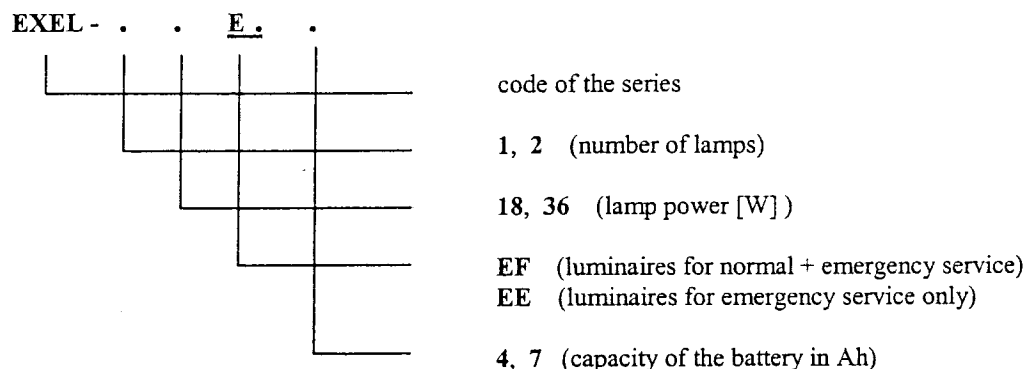 EXEL - . . E . .
code of the series
1, 2 (number of lamps)
18, 36 (lamp power [W] )
EF (luminaires for normal + emergency service)
EE (luminaires for emergency service only)
4, 7 (capacity of the battery in Ah)